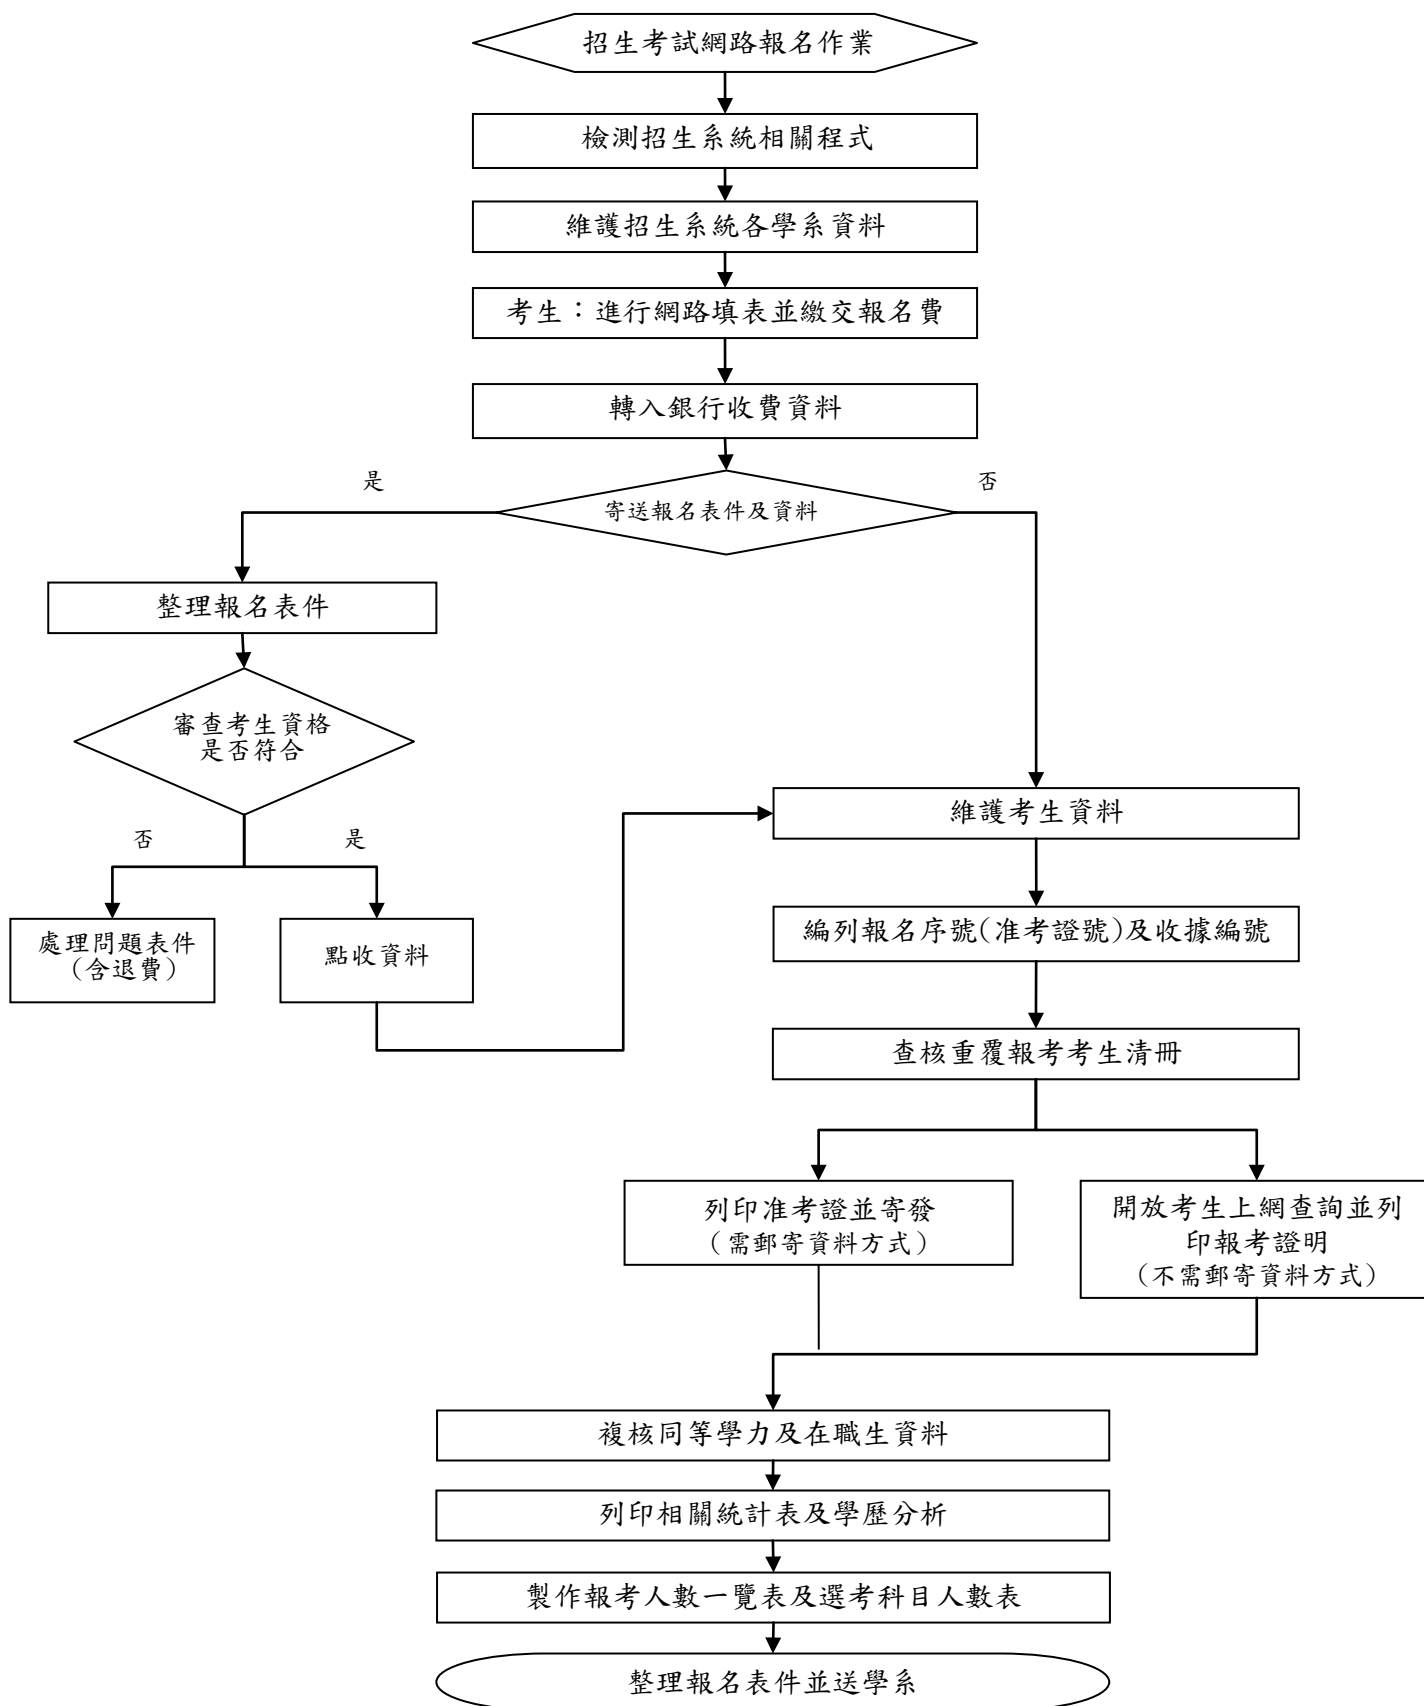 招生考試網路報名作業
檢測招生系統相關程式
維護招生系統各學系資料
考生：進行網路填表並繳交報名費
轉入銀行收費資料
是
否
寄送報名表件及資料
整理報名表件
審查考生資格
是否符合
維護考生資料
否
是
處理問題表件
（含退費）
點收資料
編列報名序號(准考證號)及收據編號
查核重覆報考考生清冊
列印准考證並寄發
（需郵寄資料方式）
開放考生上網查詢並列
印報考證明
（不需郵寄資料方式）
複核同等學力及在職生資料
列印相關統計表及學歷分析
製作報考人數一覽表及選考科目人數表
整理報名表件並送學系